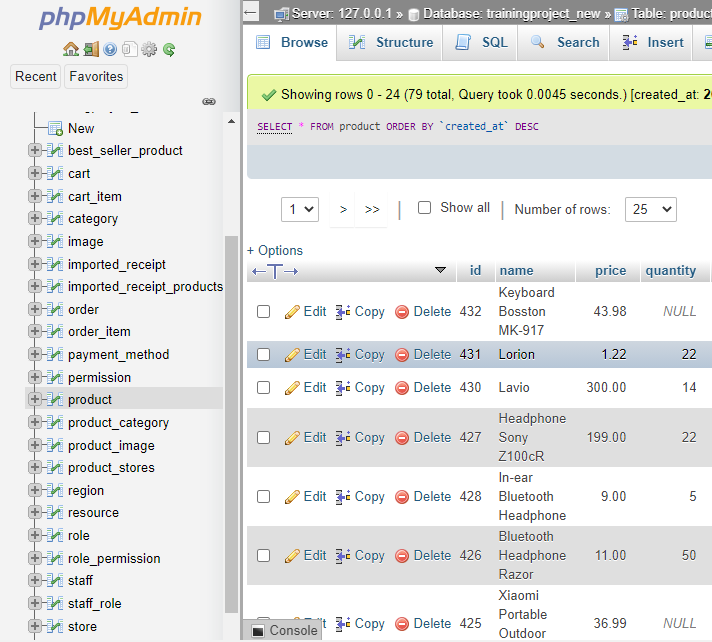 phpMyAdmin
Recent Favorites
New
best_seller_product
cart
cart_item
category
image
imported_receipt
imported_receipt_products
order
order_item
payment_method
permission
product
product_category
product_image
product_stores
region
resource
role
role_permission
staff
staff_role
store
Server: 127.0.0.1 » Database: trainingproject_new » Table: product
Browse Structure SQL Search Insert
Showing rows 0 - 24 (79 total, Query took 0.0045 seconds.) [created_at: 2
SELECT * FROM product ORDER BY `created_at` DESC
1 > >> | Show all | Number of rows: 25
+ Options
←T→ id name price quantity
Edit Copy Delete 432 Keyboard Bosston MK-917 43.98 NULL
Edit Copy Delete 431 Lorion 1.22 22
Edit Copy Delete 430 Lavio 300.00 14
Edit Copy Delete 427 Headphone Sony Z100cR 199.00 22
Edit Copy Delete 428 In-ear Bluetooth Headphone 9.00 5
Edit Copy Delete 426 Bluetooth Headphone Razor 11.00 50
Edit Copy Delete 425 Xiaomi Portable Outdoor 36.99 NULL
Console